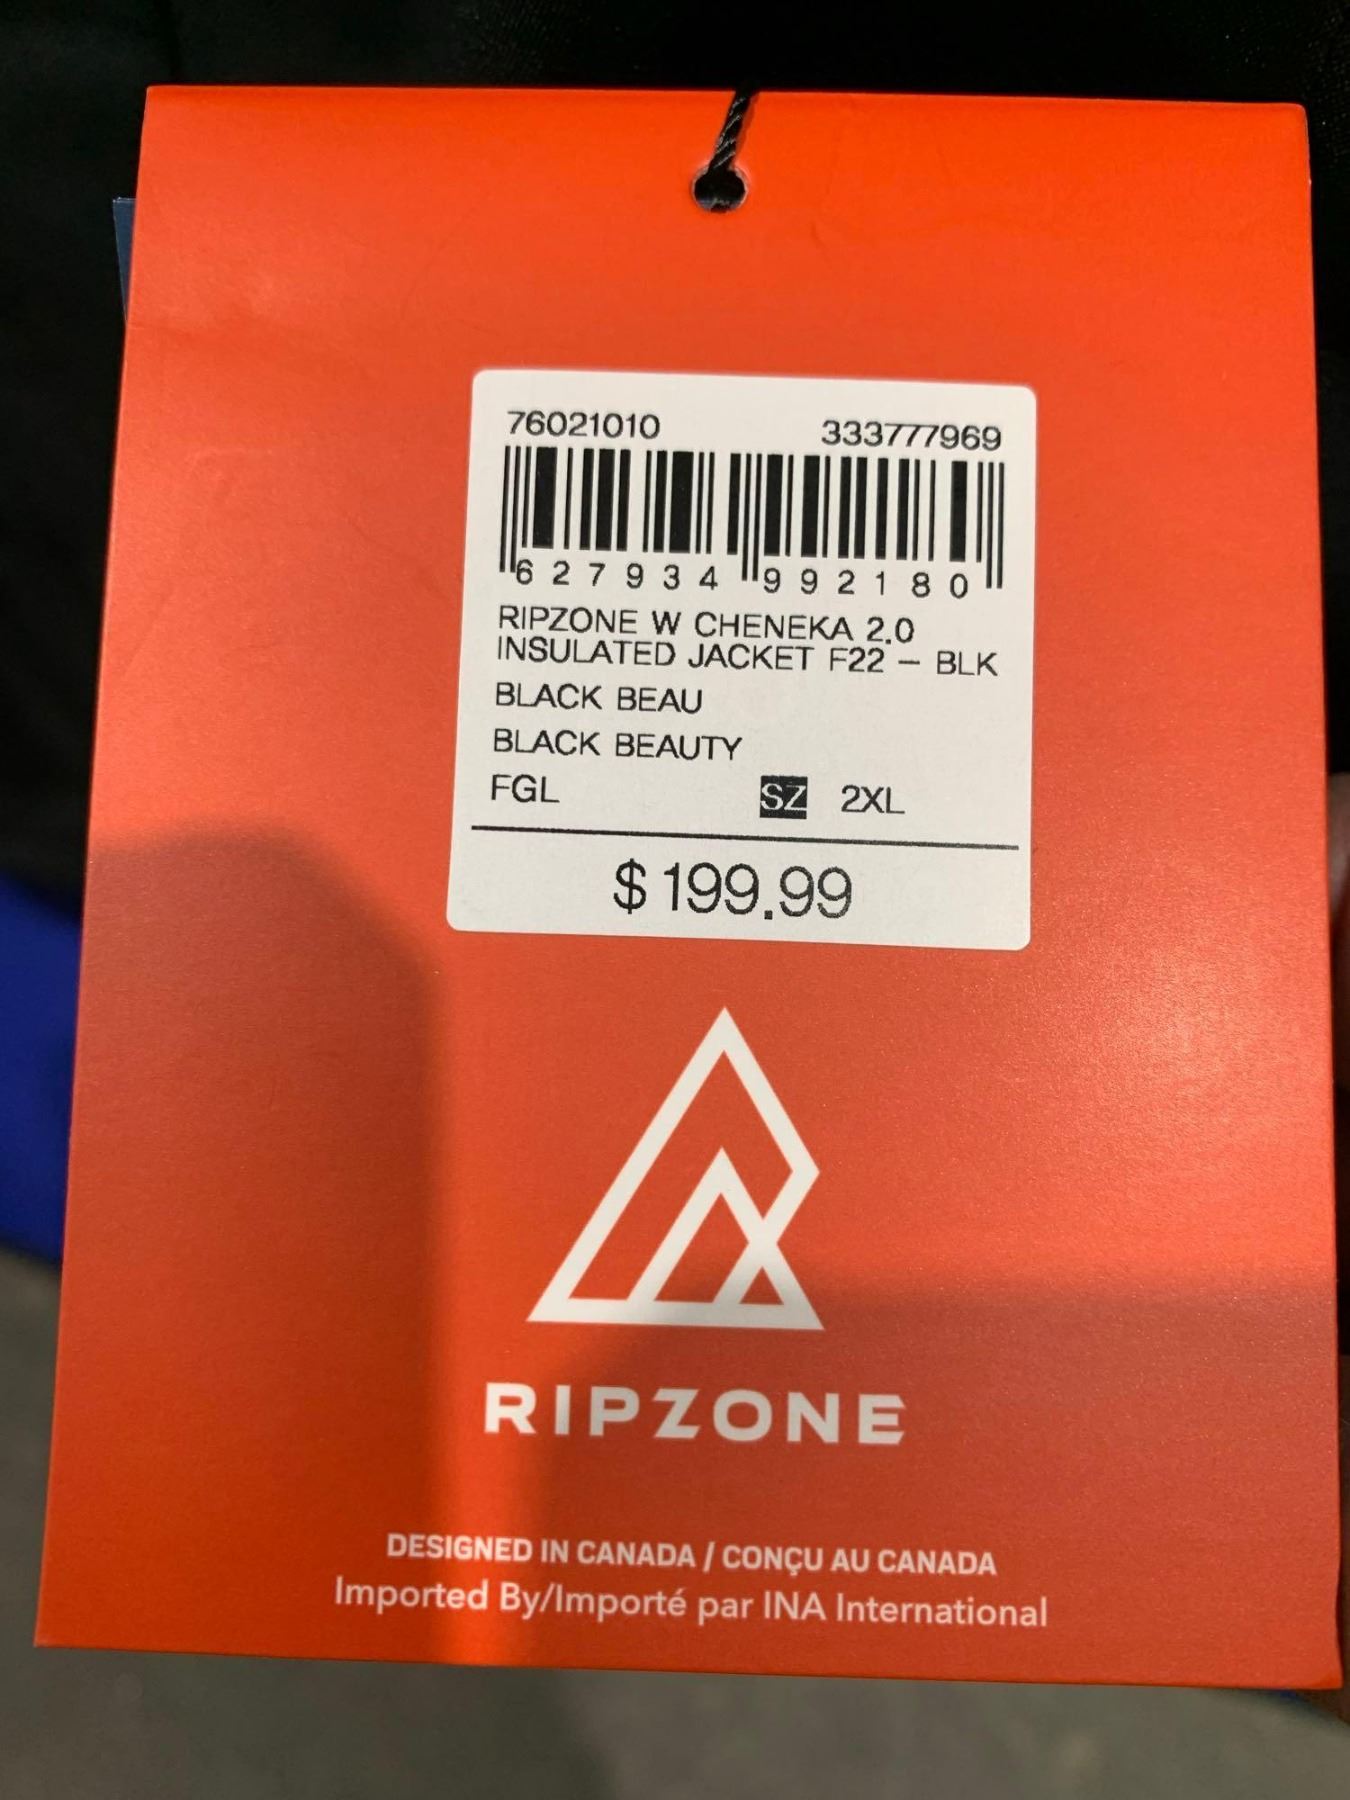 76021010 333777969
627934 992180
RIPZONE W CHENEKA 2.0
INSULATED JACKET F22 – BLK
BLACK BEAU
BLACK BEAUTY
FGL SZ 2XL
$199.99
RIPZONE
DESIGNED IN CANADA / CONÇU AU CANADA
Imported By/Importé par INA International